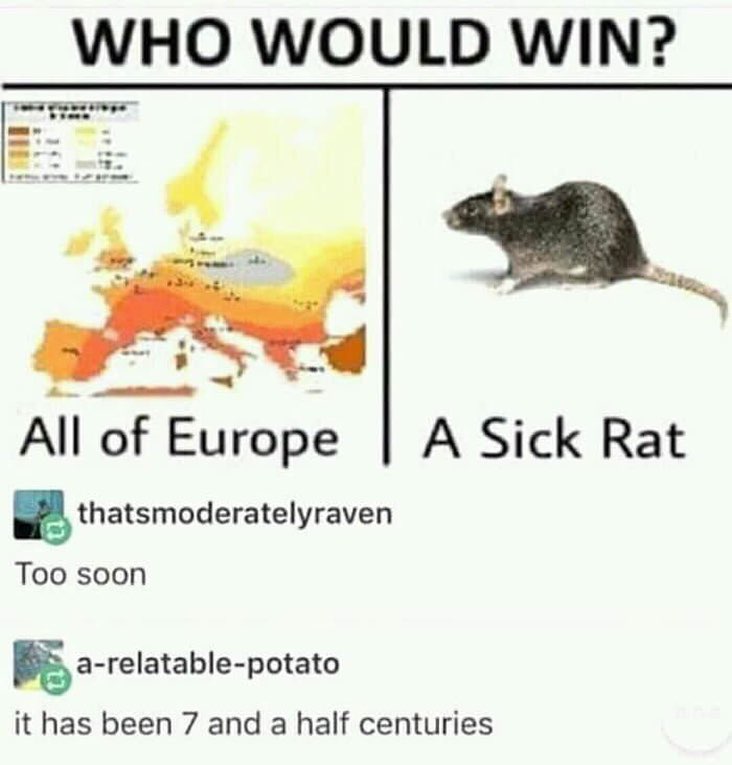 WHO WOULD WIN?
All of Europe
A Sick Rat
thatsmoderatelyraven
Too soon
a-relatable-potato
it has been 7 and a half centuries